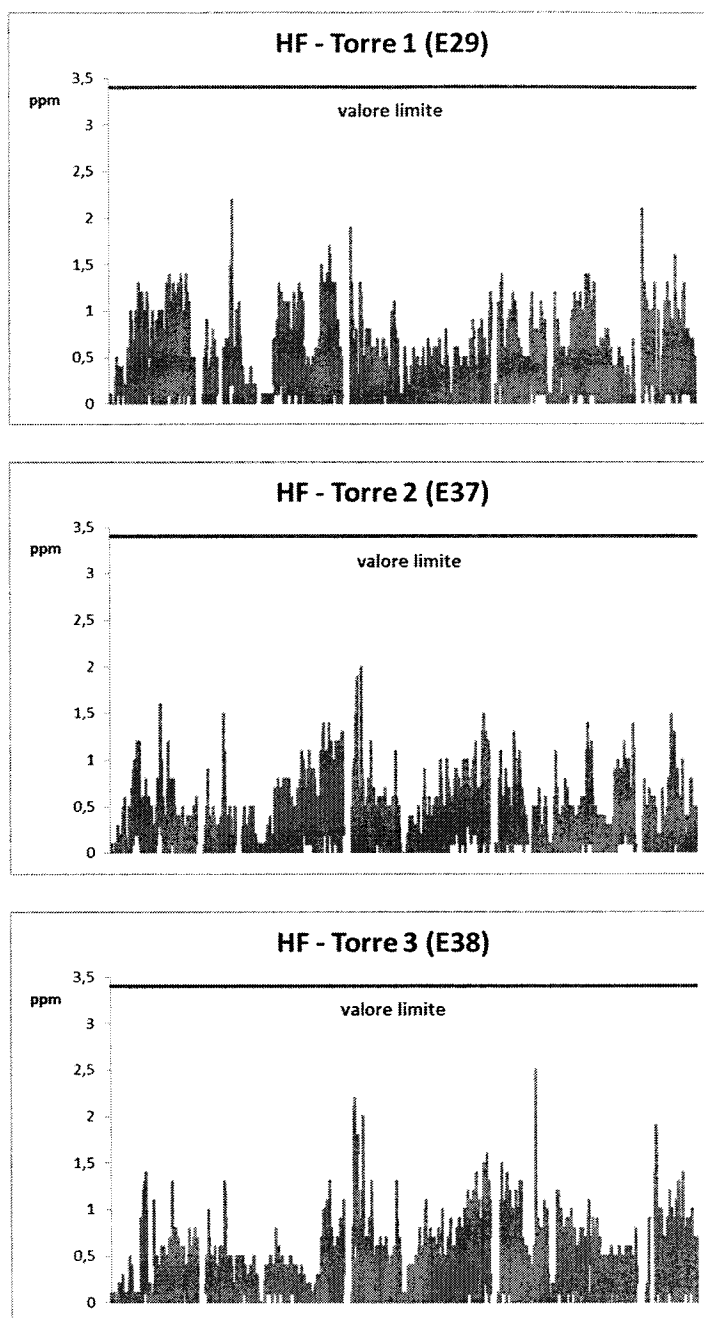 HF - Torre 1 (E29)
3,5
ppm
valore limite
3
2,5
2
1,5
1
0,5
0
HF - Torre 2 (E37)
3,5
ppm
valore limite
3
2,5
2
1,5
1
0,5
0
HF - Torre 3 (E38)
3,5
ppm
valore limite
3
2,5
2
1,5
1
0,5
0